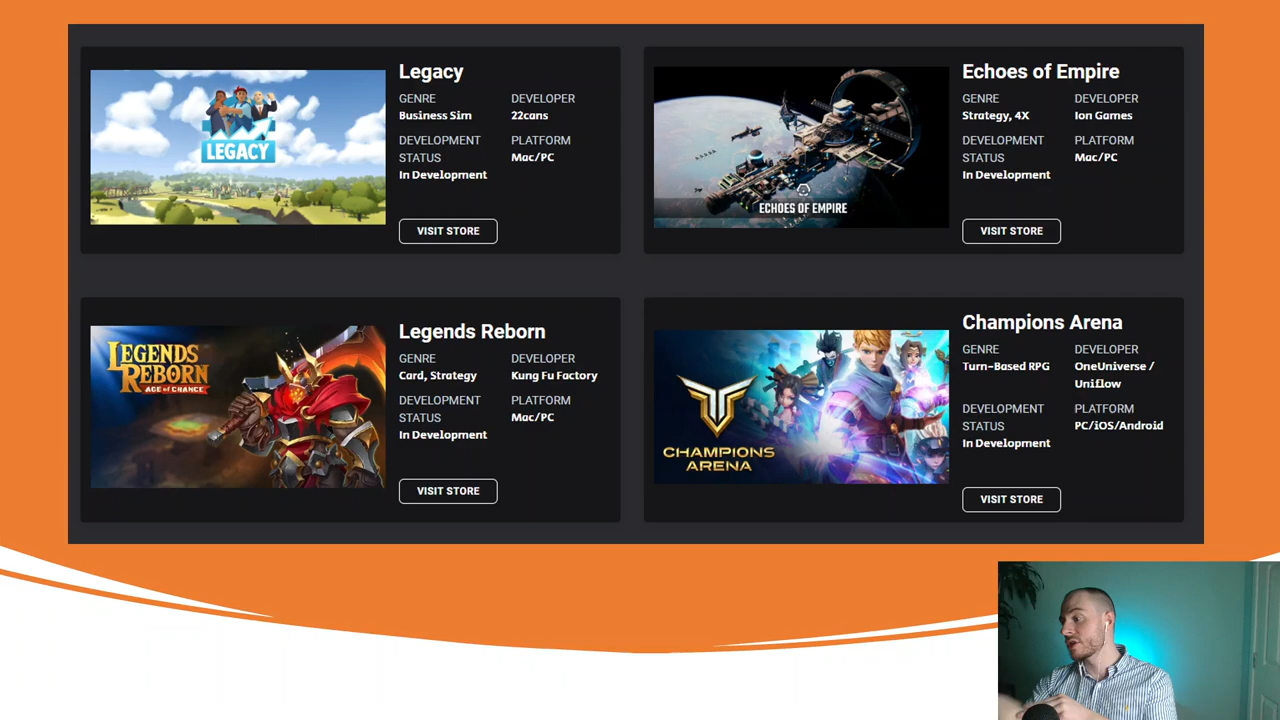 Legacy
GENRE
Business Sim
DEVELOPER
22cans
DEVELOPMENT
STATUS
In Development
PLATFORM
Mac/PC
VISIT STORE
LEGACY
Echoes of Empire
GENRE
Strategy, 4X
DEVELOPER
Ion Games
DEVELOPMENT
STATUS
In Development
PLATFORM
Mac/PC
VISIT STORE
ECHOES OF EMPIRE
Legends Reborn
GENRE
Card, Strategy
DEVELOPER
Kung Fu Factory
DEVELOPMENT
STATUS
In Development
PLATFORM
Mac/PC
VISIT STORE
LEGENDS
REBORN
AGE OF CHANCE
Champions Arena
GENRE
Turn-Based RPG
DEVELOPER
OneUniverse /
Uniflow
DEVELOPMENT
STATUS
In Development
PLATFORM
PC/iOS/Android
VISIT STORE
CHAMPIONS
ARENA